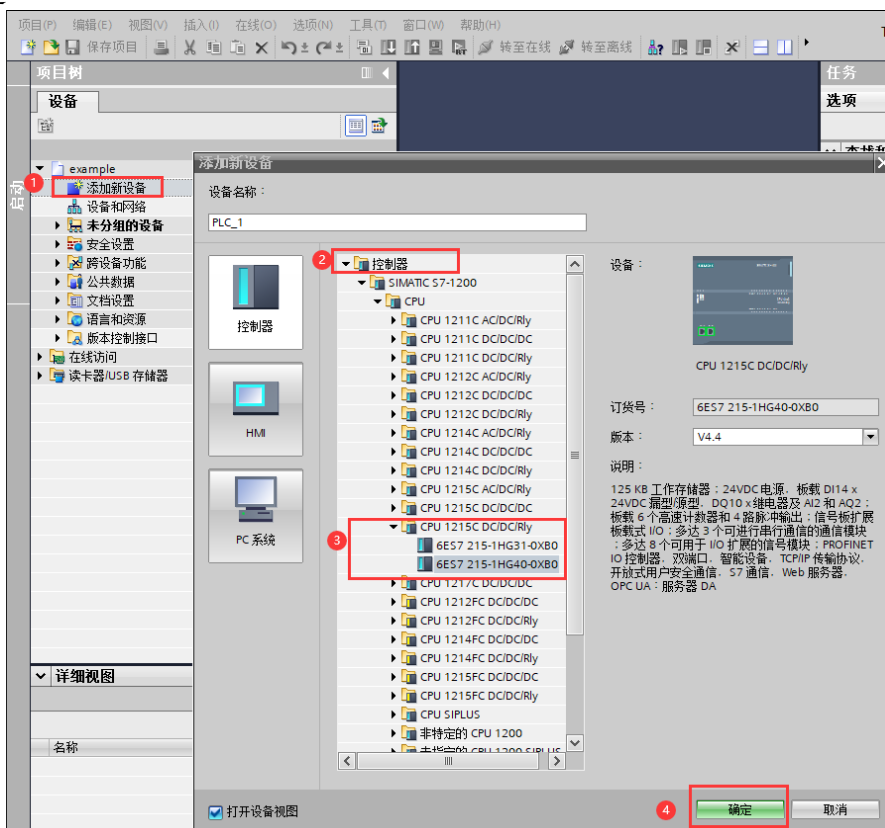 项目(P) 编辑(E) 视图(V) 插入(I) 在线(O) 选项(N) 工具(T) 窗口(W) 帮助(H)
保存项目 转至在线 转至离线
项目树
任务
设备
选项
example
1
添加新设备
设备和网络
未分组的设备
安全设置
跨设备功能
公共数据
文档设置
语言和资源
版本控制接口
在线访问
读卡器/USB 存储器
启动
详细视图
名称
添加新设备
设备名称：
PLC_1
控制器
HMI
PC 系统
2
控制器
SIMATIC S7-1200
CPU
CPU 1211C AC/DC/Rly
CPU 1211C DC/DC/DC
CPU 1211C DC/DC/Rly
CPU 1212C AC/DC/Rly
CPU 1212C DC/DC/DC
CPU 1212C DC/DC/Rly
CPU 1214C AC/DC/Rly
CPU 1214C DC/DC/DC
CPU 1214C DC/DC/Rly
CPU 1215C AC/DC/Rly
CPU 1215C DC/DC/DC
CPU 1215C DC/DC/Rly
3
6ES7 215-1HG31-0XB0
6ES7 215-1HG40-0XB0
CPU 1217C DC/DC/DC
CPU 1212FC DC/DC/DC
CPU 1212FC DC/DC/Rly
CPU 1214FC DC/DC/DC
CPU 1214FC DC/DC/Rly
CPU 1215FC DC/DC/DC
CPU 1215FC DC/DC/Rly
CPU SIPLUS
非特定的 CPU 1200
未指定的 CPU 1200 SIPLUS
设备：
CPU 1215C DC/DC/Rly
订货号：
6ES7 215-1HG40-0XB0
版本：
V4.4
说明：
125 KB 工作存储器；24VDC 电源，板载 DI14 x
24VDC 漏型/源型，DQ10 x继电器及 AI2 和 AQ2；
板载 6 个高速计数器和 4 路脉冲输出；信号板扩展
板载式 I/O；多达 3 个可进行串行通信的通信模块
；多达 8 个可用于 I/O 扩展的信号模块；PROFINET
IO 控制器，双端口，智能设备，TCP/IP 传输协议，
开放式用户安全通信，S7 通信，Web 服务器，
OPC UA：服务器 DA
打开设备视图
4
确定
取消